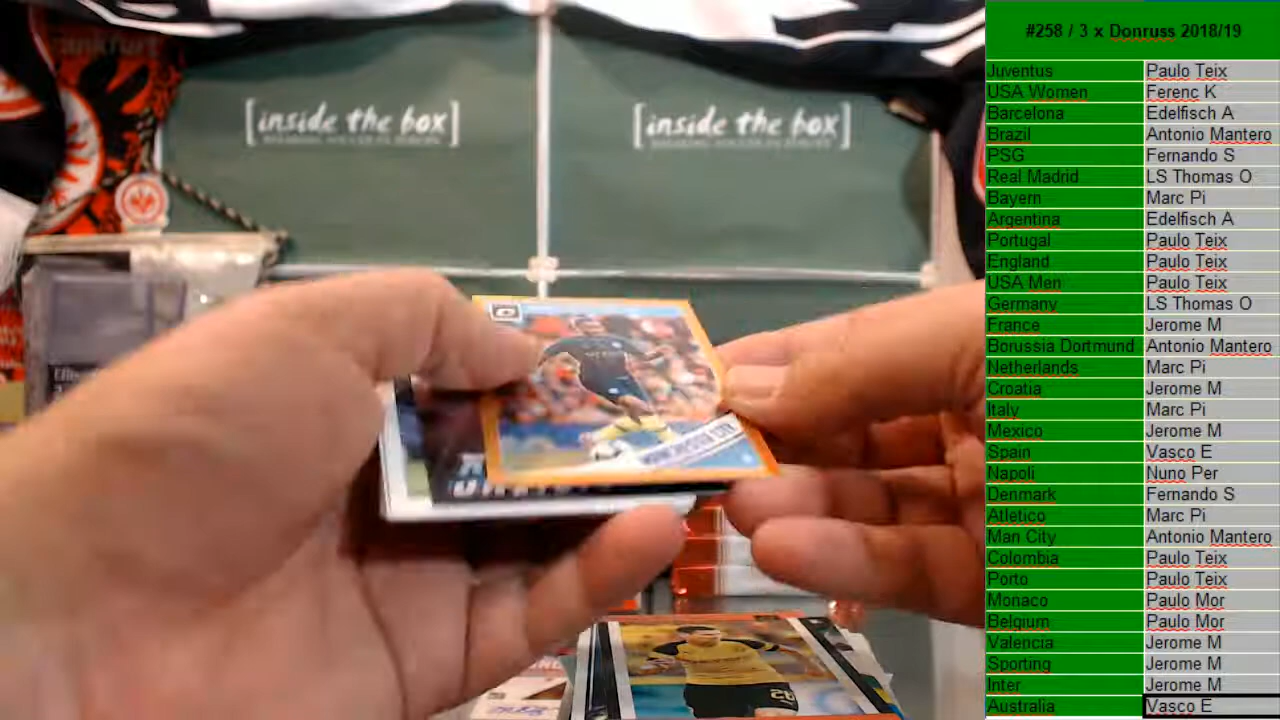 #258 / 3 x Donruss 2018/19
Juventus Paulo Teix
USA Women Ferenc K
Barcelona Edelfisch A
Brazil Antonio Mantero
PSG Fernando S
Real Madrid LS Thomas O
Bayern Marc Pi
Argentina Edelfisch A
Portugal Paulo Teix
England Paulo Teix
USA Men Paulo Teix
Germany LS Thomas O
France Jerome M
Borussia Dortmund Antonio Mantero
Netherlands Marc Pi
Croatia Jerome M
Italy Marc Pi
Mexico Jerome M
Spain Vasco E
Napoli Nuno Per
Denmark Fernando S
Atletico Marc Pi
Man City Antonio Mantero
Colombia Paulo Teix
Porto Paulo Teix
Monaco Paulo Mor
Belgium Paulo Mor
Valencia Jerome M
Sporting Jerome M
Inter Jerome M
Australia Vasco E
[inside the box]
[inside the box]
MANCHESTER CITY
22